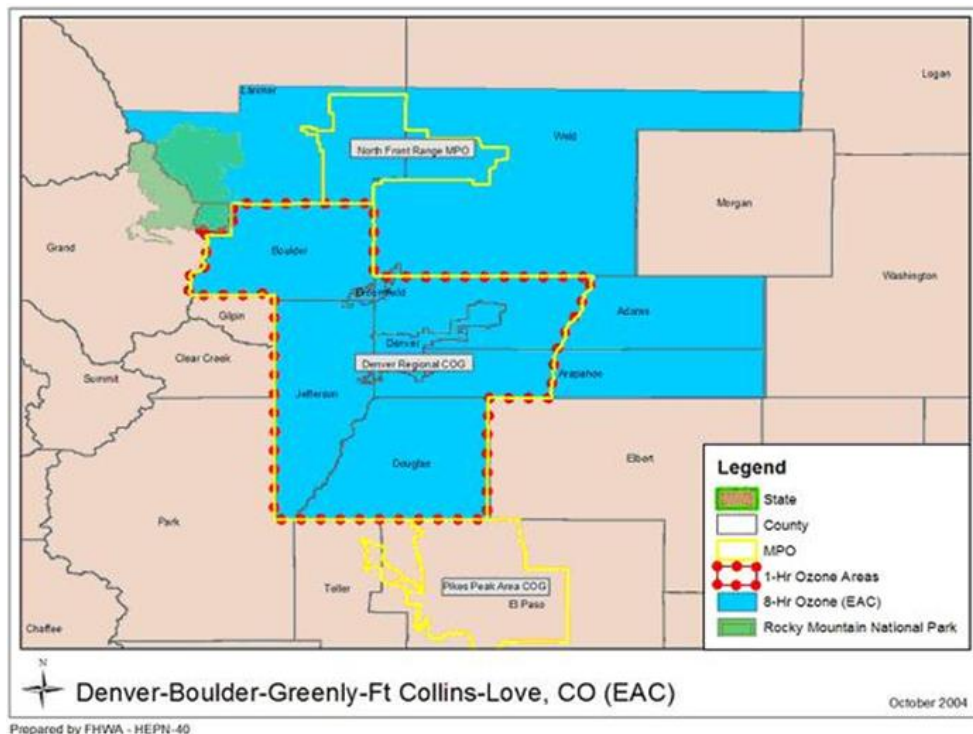 Logan
Larimer
Weld
North Front Range MPO
Morgan
Grand
Boulder
Washington
Broomfield
Gilpin
Adams
Denver
Clear Creek
Denver Regional COG
Summit
Arapahoe
Jefferson
Elbert
Douglas
Park
Teller
Pikes Peak Area COG
El Paso
Chaffee
Legend
State
County
MPO
1-Hr Ozone Areas
8-Hr Ozone (EAC)
Rocky Mountain National Park
N
Denver-Boulder-Greenly-Ft Collins-Love, CO (EAC)
October 2004
Prepared by FHWA - HEPN-40